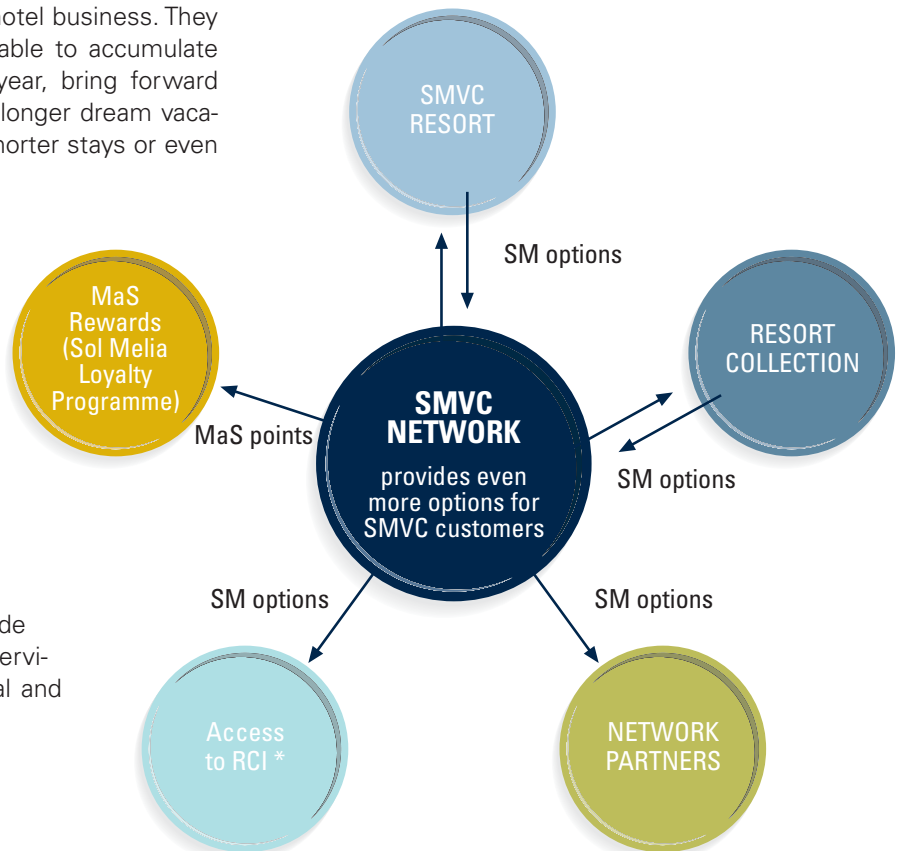 hotel business. They
able to accumulate
year, bring forward
longer dream vaca-
horter stays or even
SMVC
RESORT
SM options
MaS
Rewards
(Sol Melia
Loyalty
Programme)
RESORT
COLLECTION
MaS points
SMVC
NETWORK
provides even
more options for
SMVC customers
SM options
SM options
SM options
de
ervi-
al and
Access
to RCI *
NETWORK
PARTNERS